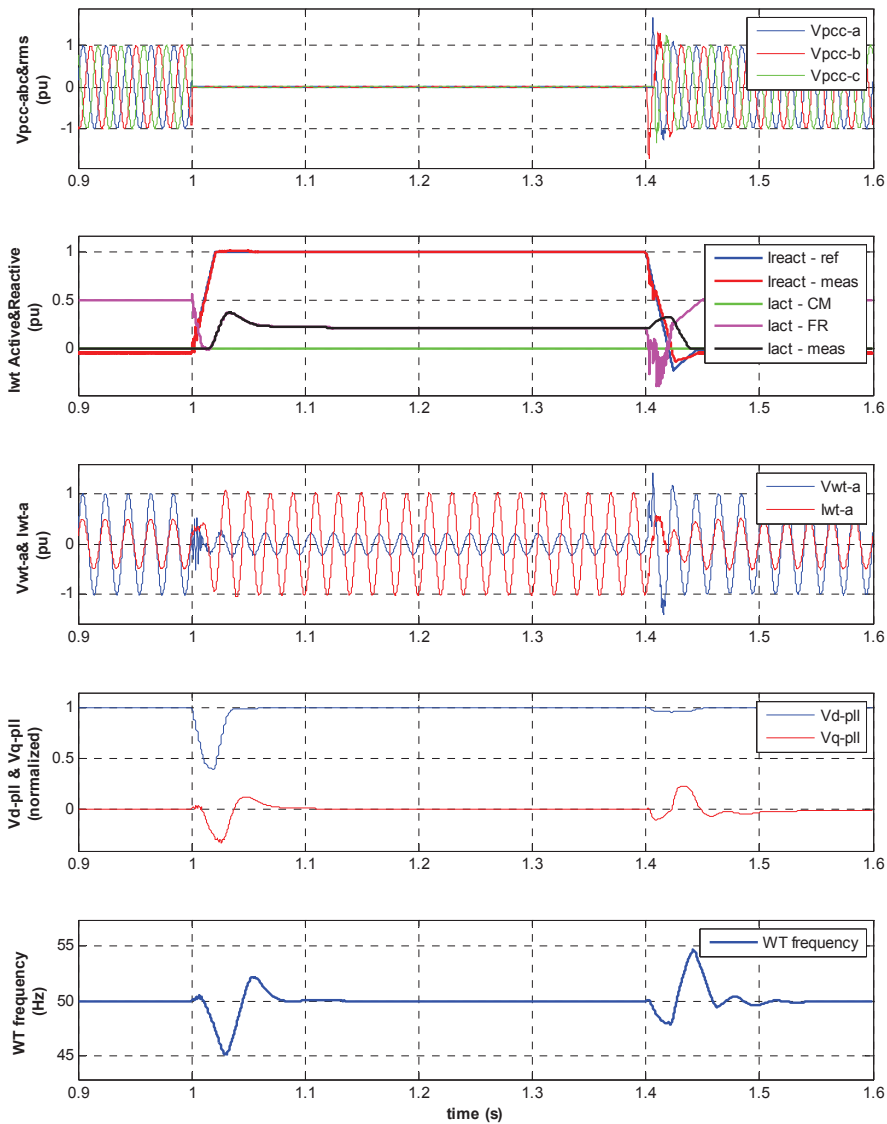 Vpcc-abc&rms
(pu)
1
0
-1
Vpcc-a
Vpcc-b
Vpcc-c
0.9 1 1.1 1.2 1.3 1.4 1.5 1.6
Iwt Active&Reactive
(pu)
1
0.5
0
Ireact - ref
Ireact - meas
Iact - CM
Iact - FR
Iact - meas
0.9 1 1.1 1.2 1.3 1.4 1.5 1.6
Vwt-a& Iwt-a
(pu)
1
0
-1
Vwt-a
Iwt-a
0.9 1 1.1 1.2 1.3 1.4 1.5 1.6
Vd-pll & Vq-pll
(normalized)
1
0.5
0
Vd-pll
Vq-pll
0.9 1 1.1 1.2 1.3 1.4 1.5 1.6
WT frequency
(Hz)
55
50
45
WT frequency
0.9 1 1.1 1.2 1.3 1.4 1.5 1.6
time (s)